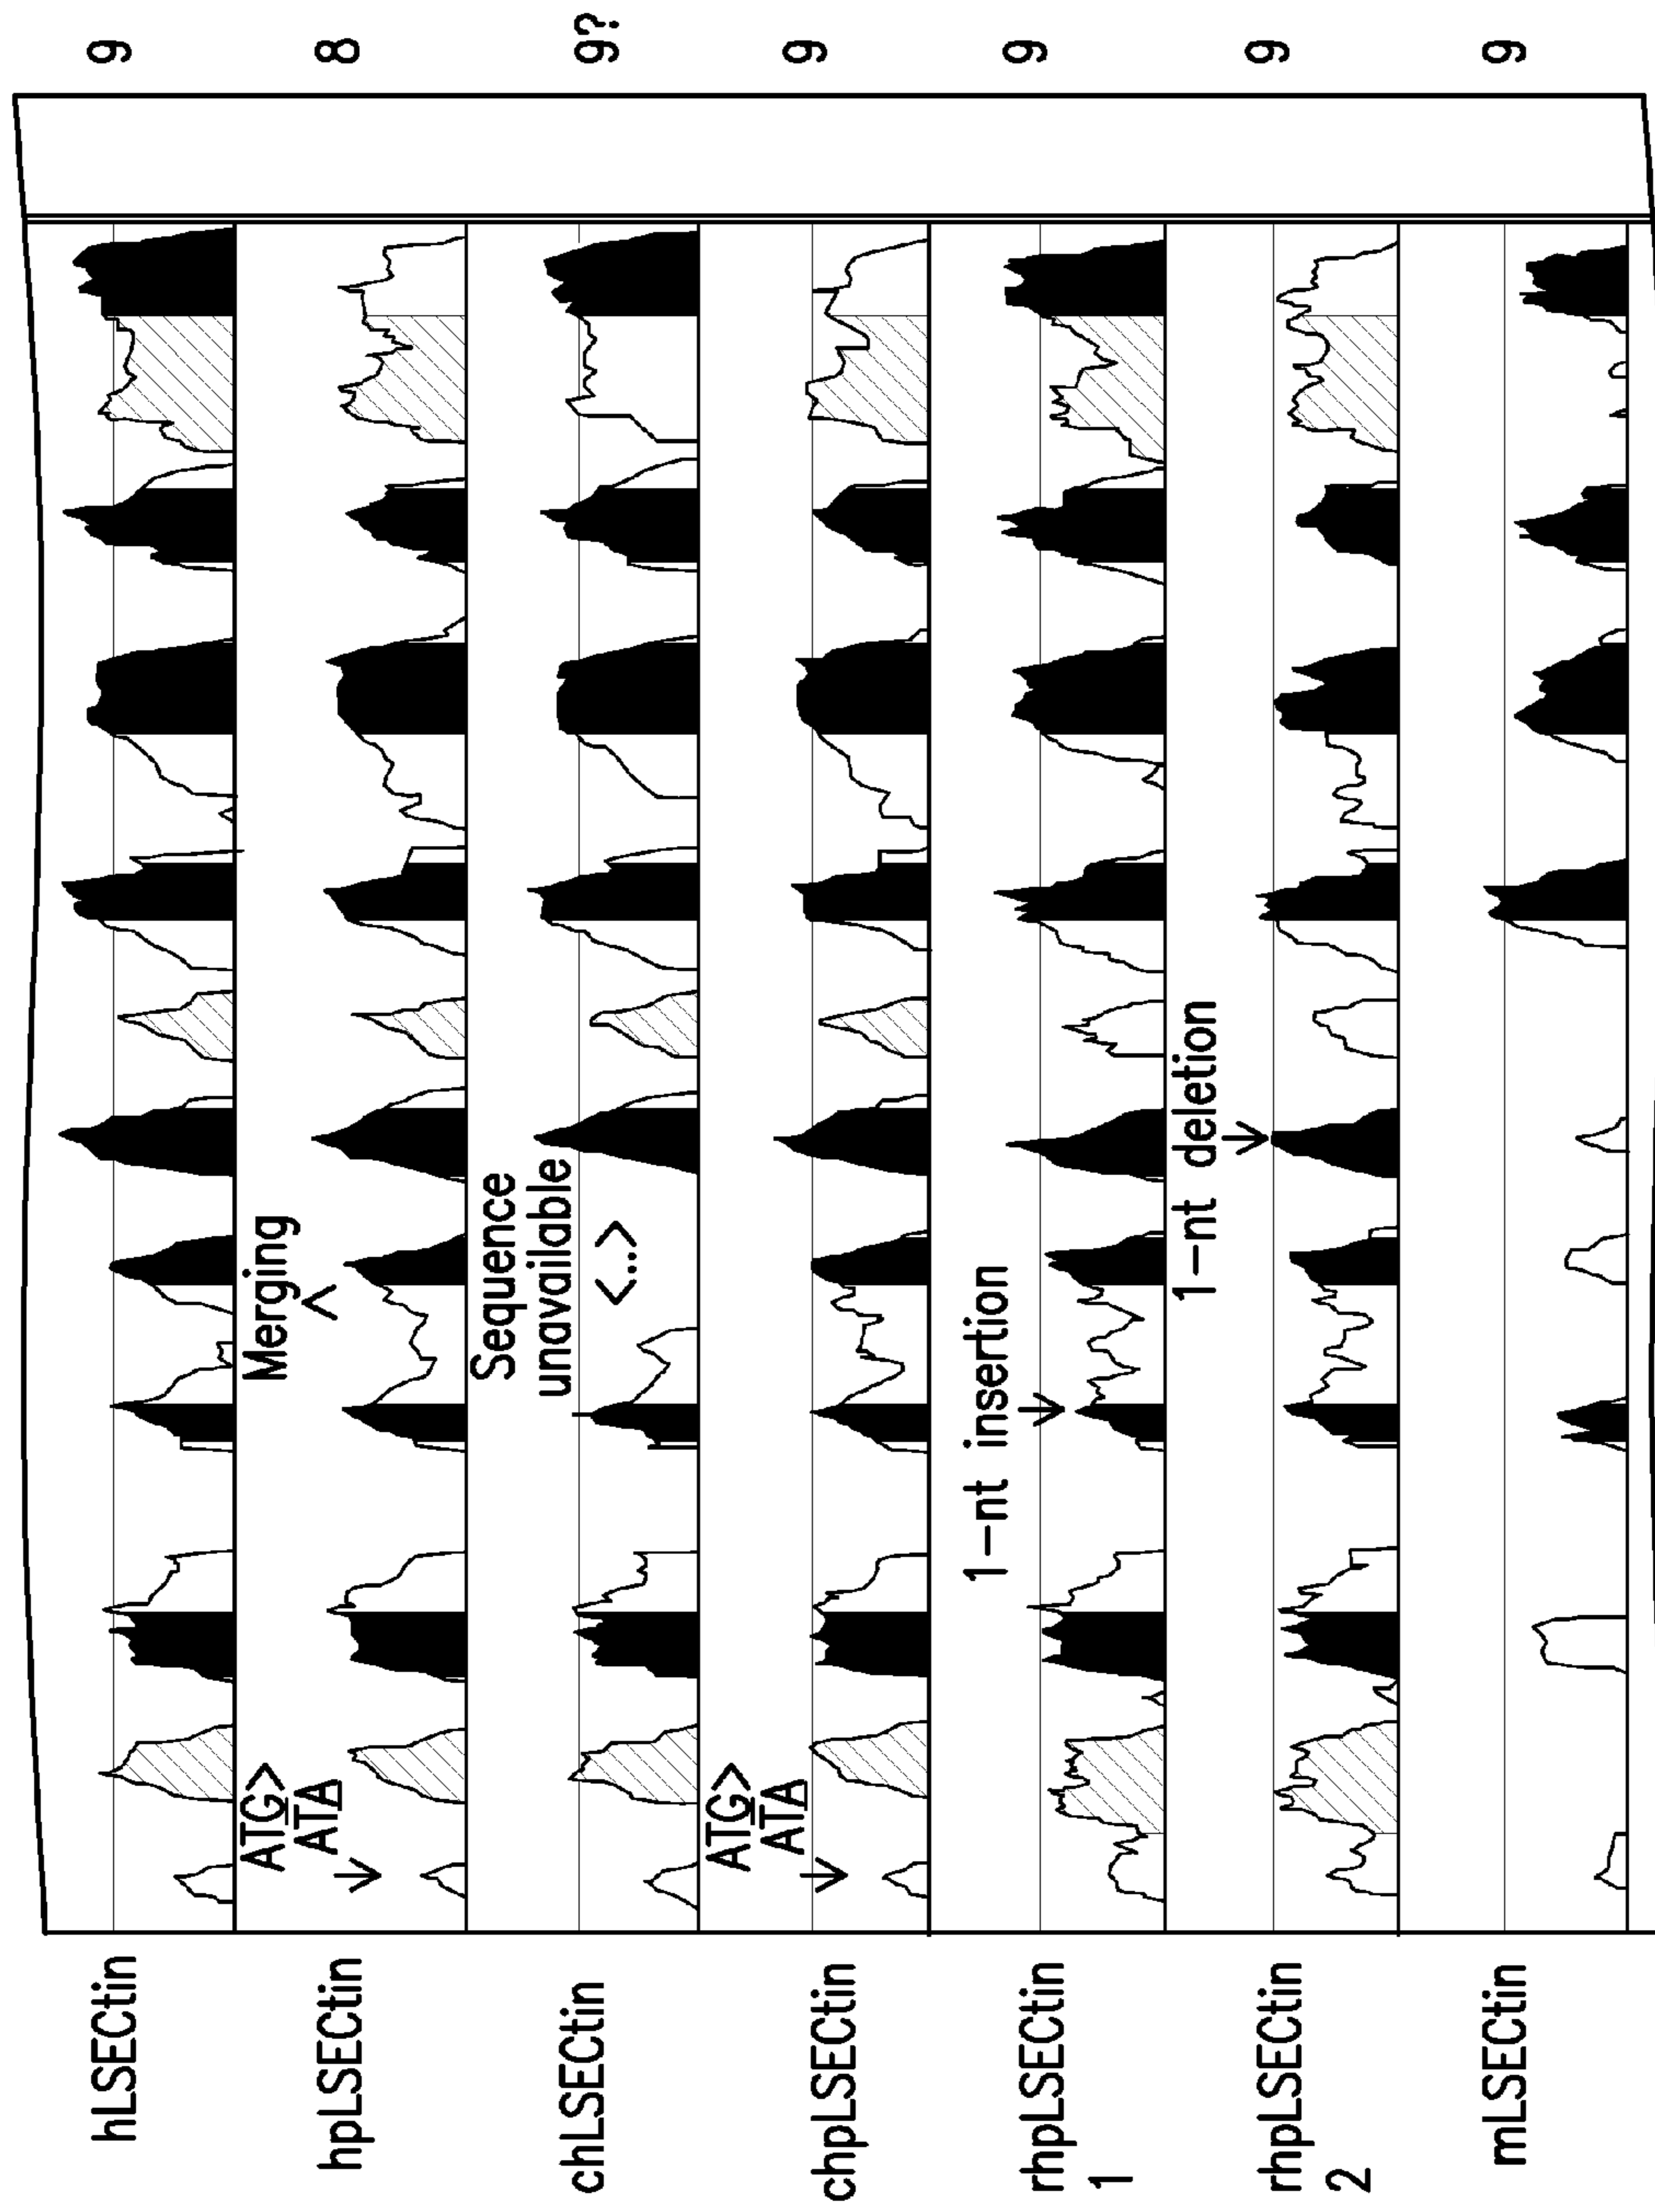 hLSECtin
9
ATG>
ATA
Merging
hpLSECtin
8
Sequence
unavailable
<..>
chLSECtin
9?
ATG>
ATA
chpLSECtin
9
1-nt insertion
rhpLSECtin
1
9
1-nt deletion
rhpLSECtin
2
9
mLSECtin
9